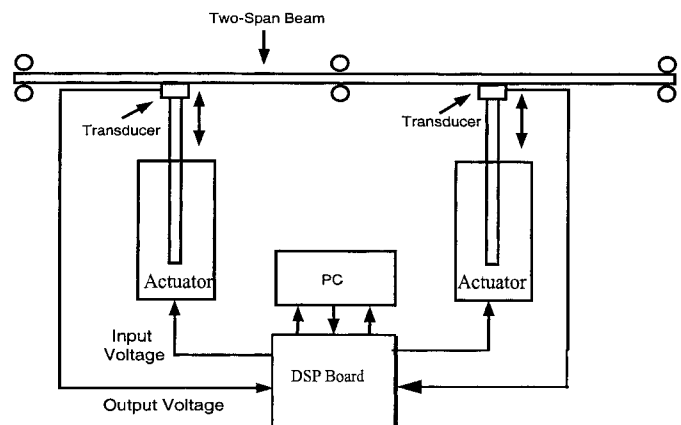 Two-Span Beam
Transducer
Transducer
Actuator
PC
Actuator
Input
Voltage
DSP Board
Output Voltage